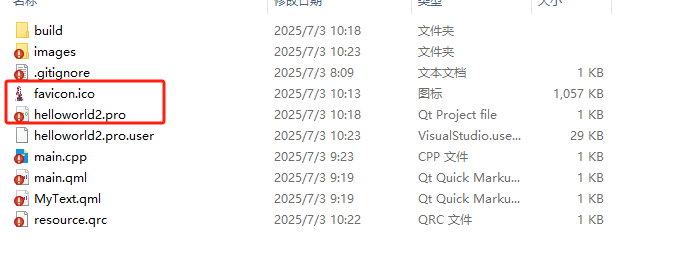 名称 修改日期 类型 大小
build 2025/7/3 10:18 文件夹
images 2025/7/3 10:23 文件夹
.gitignore 2025/7/3 8:09 文本文档 1 KB
favicon.ico 2025/7/3 10:13 图标 1,057 KB
helloworld2.pro 2025/7/3 10:18 Qt Project file 1 KB
helloworld2.pro.user 2025/7/3 10:23 VisualStudio.use... 29 KB
main.cpp 2025/7/3 9:23 CPP 文件 1 KB
main.qml 2025/7/3 9:19 Qt Quick Marku... 1 KB
MyText.qml 2025/7/3 9:19 Qt Quick Marku... 1 KB
resource.qrc 2025/7/3 10:22 QRC 文件 1 KB